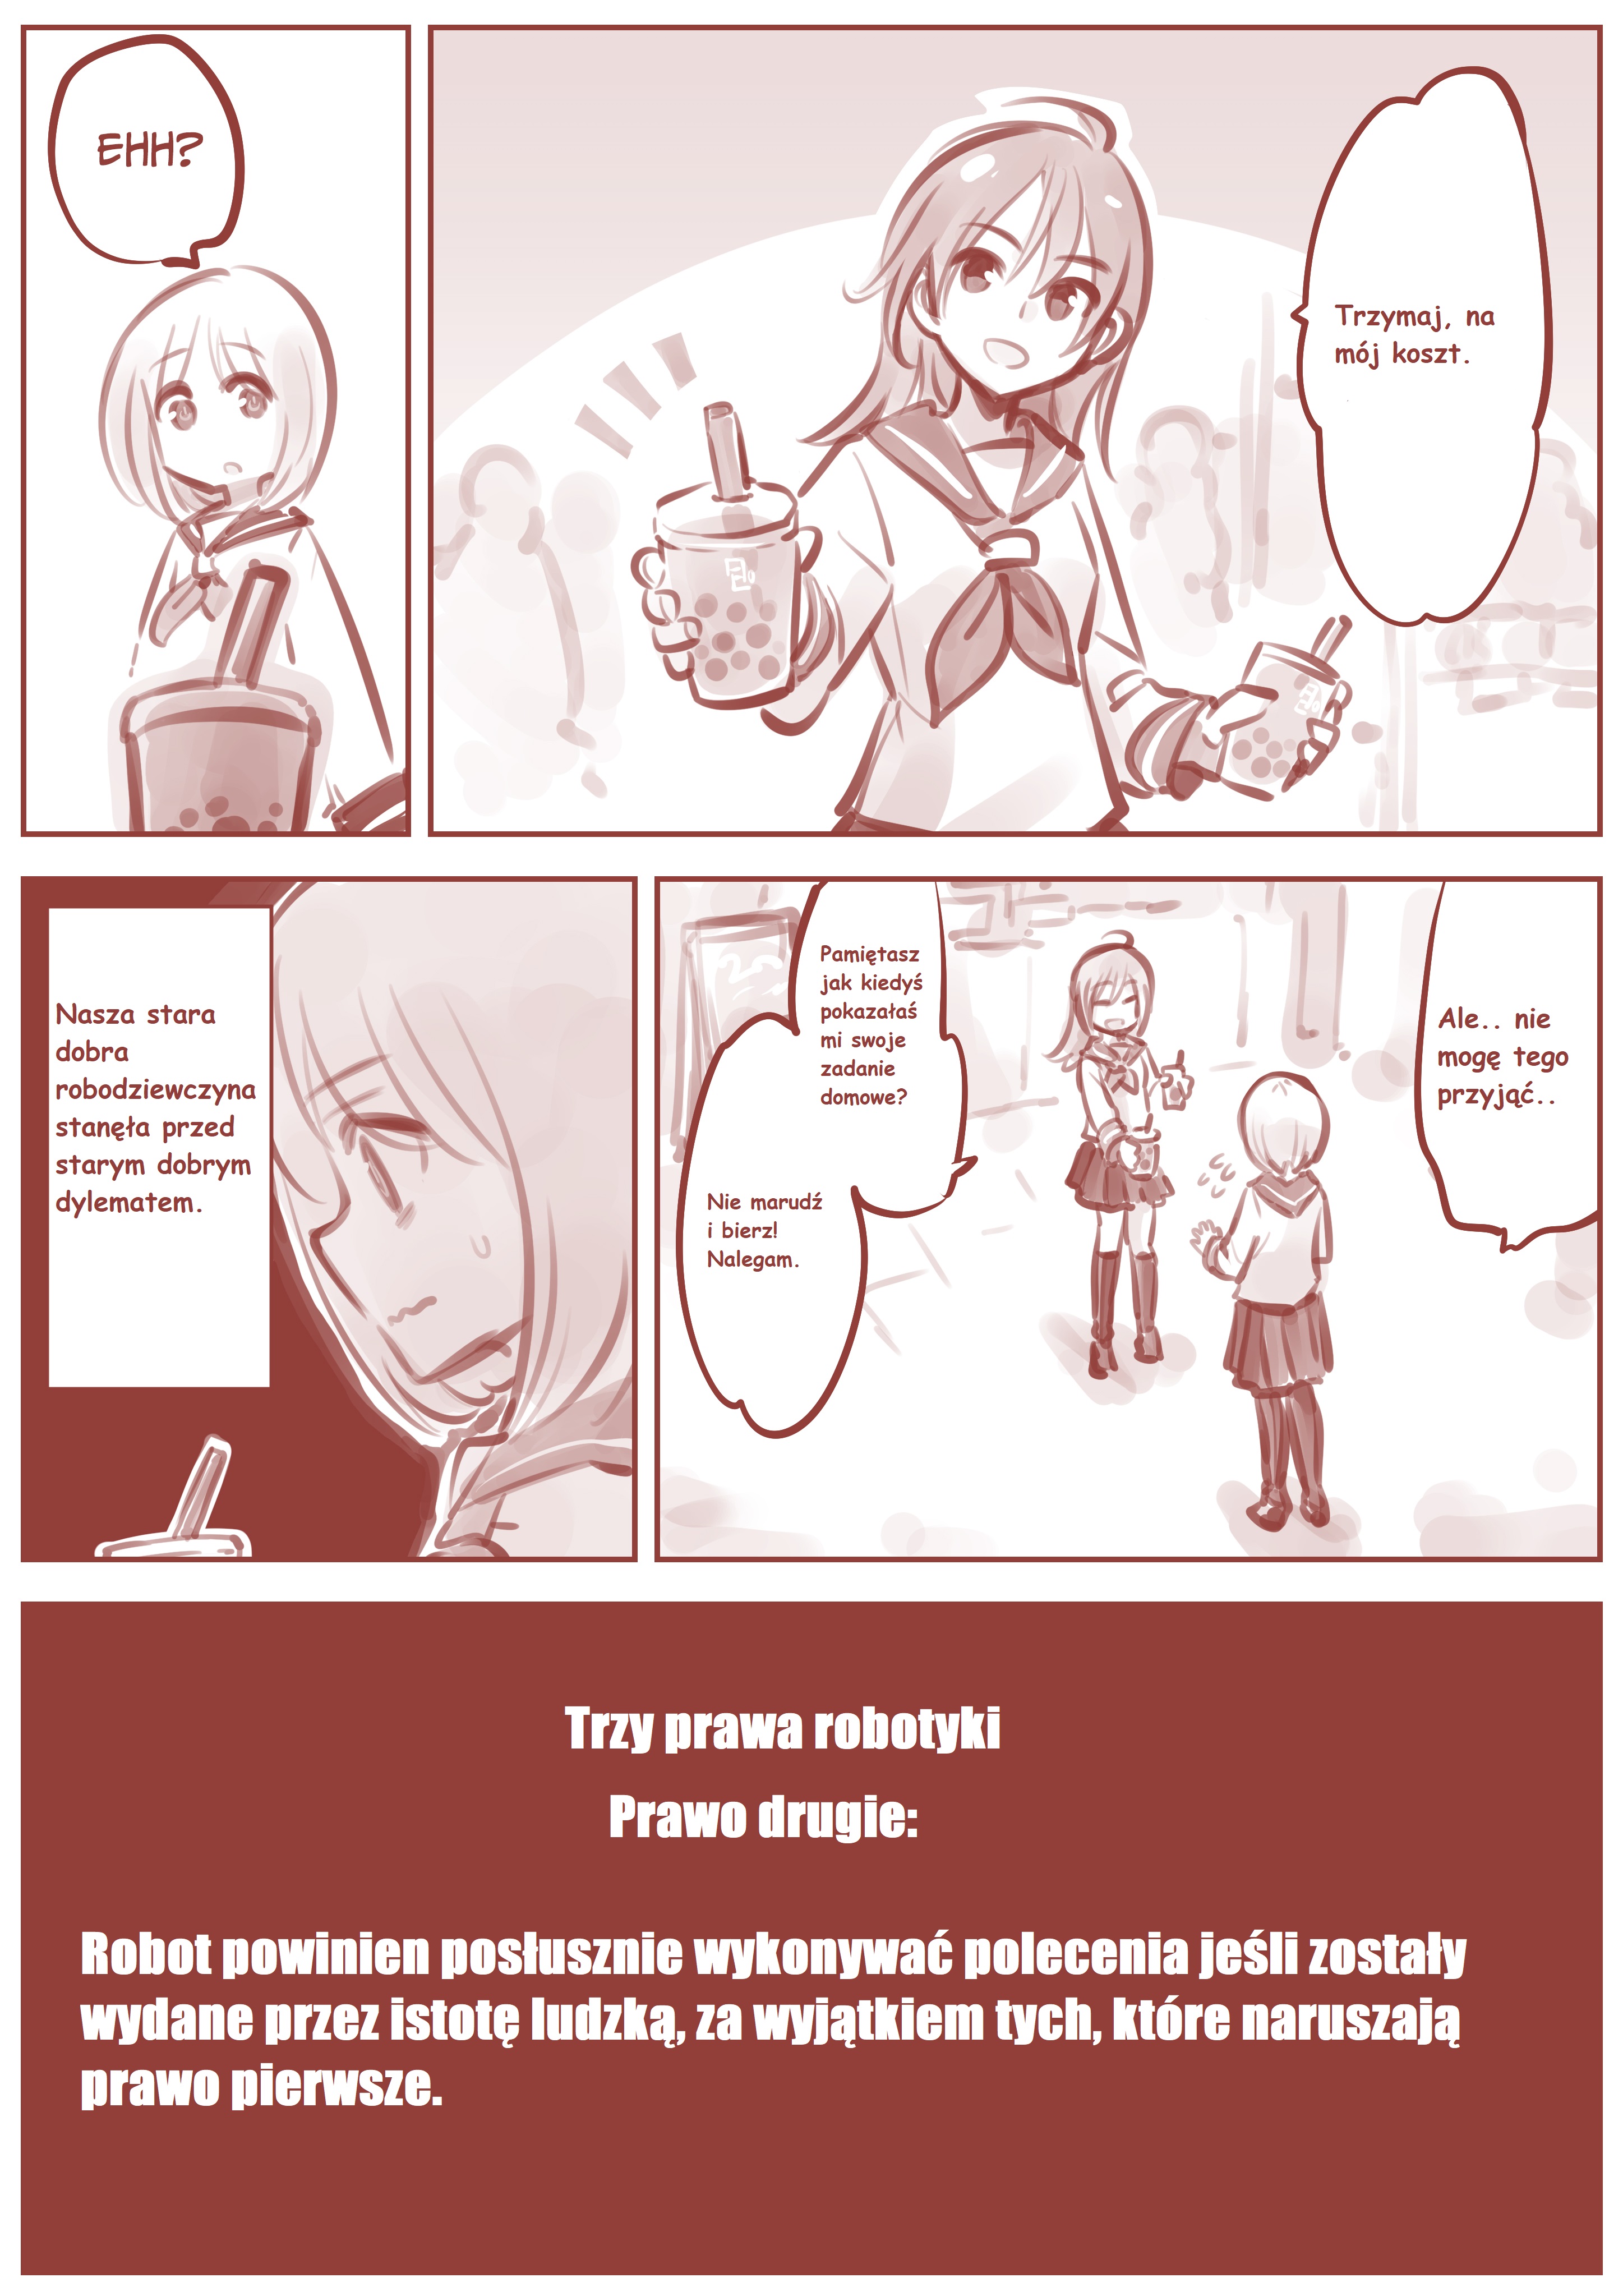 Trzymaj, na
mój koszt.
EHH?
Ale.. nie
mogę tego
przyjąć..
Pamiętasz
jak kiedyś
pokazałaś
mi swoje
zadanie
domowe?
Nie marudź
i bierz!
Nalegam.
Nasza stara
dobra
robodziewczyna
stanęła przed
starym dobrym
dylematem.
Trzy prawa robotyki
Prawo drugie:
Robot powinien posłusznie wykonywać polecenia jeśli zostały
wydane przez istotę ludzką, za wyjątkiem tych, które naruszają
prawo pierwsze.